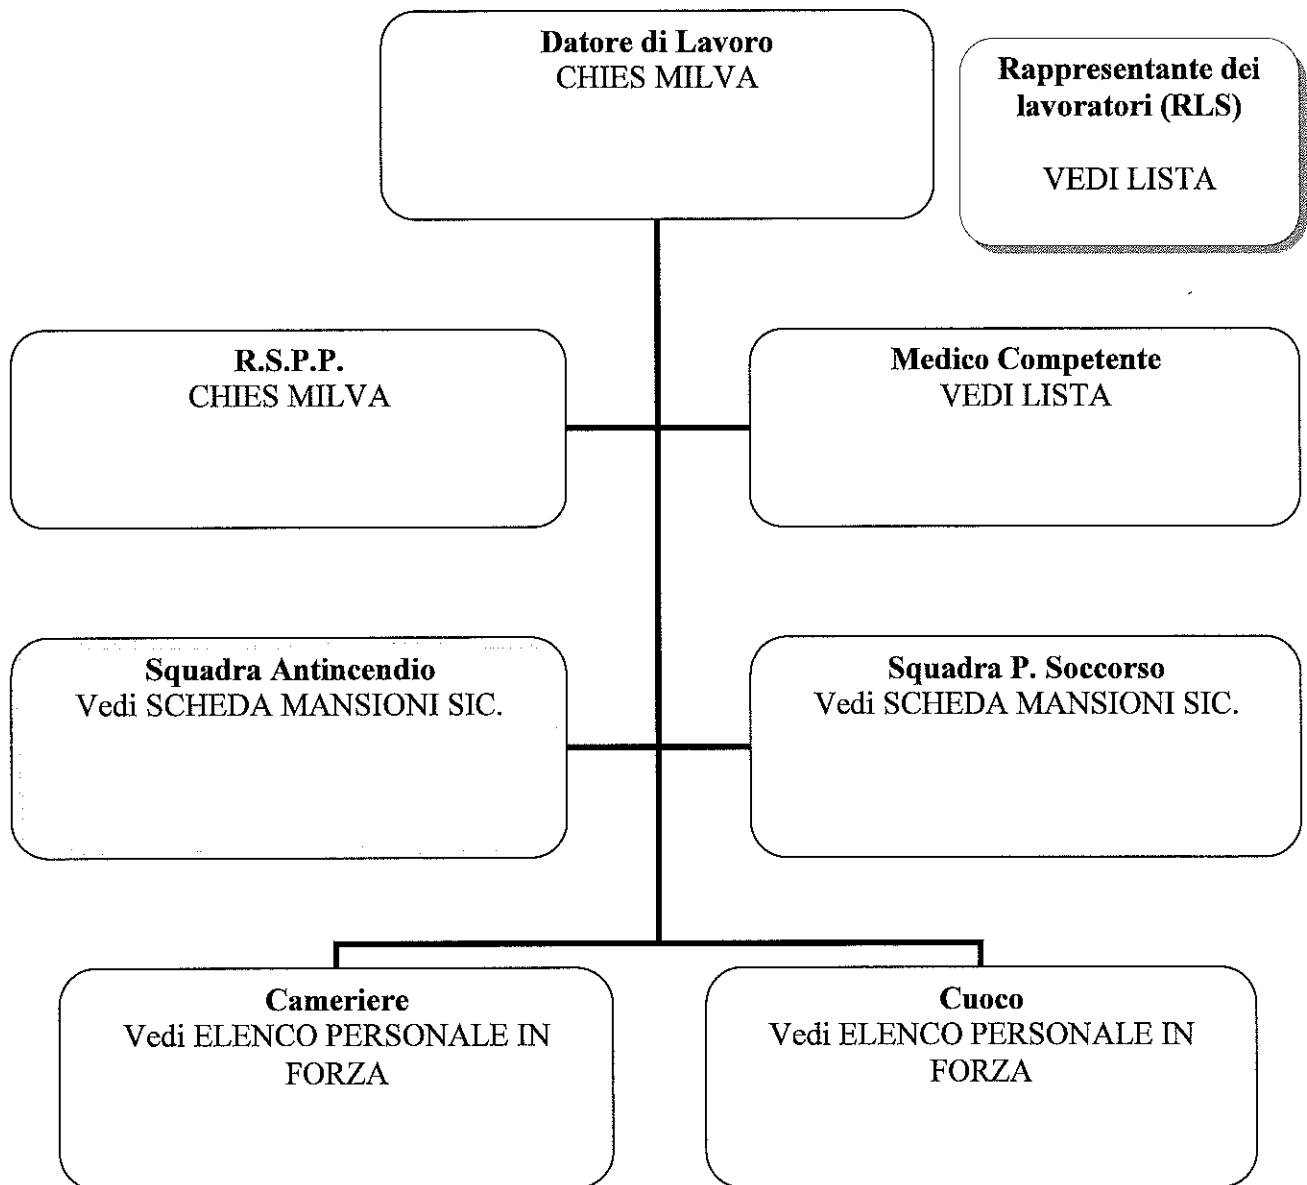 Datore di Lavoro
CHIES MILVA
Rappresentante dei
lavoratori (RLS)
VEDI LISTA
R.S.P.P.
CHIES MILVA
Medico Competente
VEDI LISTA
Squadra Antincendio
Vedi SCHEDA MANSIONI SIC.
Squadra P. Soccorso
Vedi SCHEDA MANSIONI SIC.
Cameriere
Vedi ELENCO PERSONALE IN
FORZA
Cuoco
Vedi ELENCO PERSONALE IN
FORZA